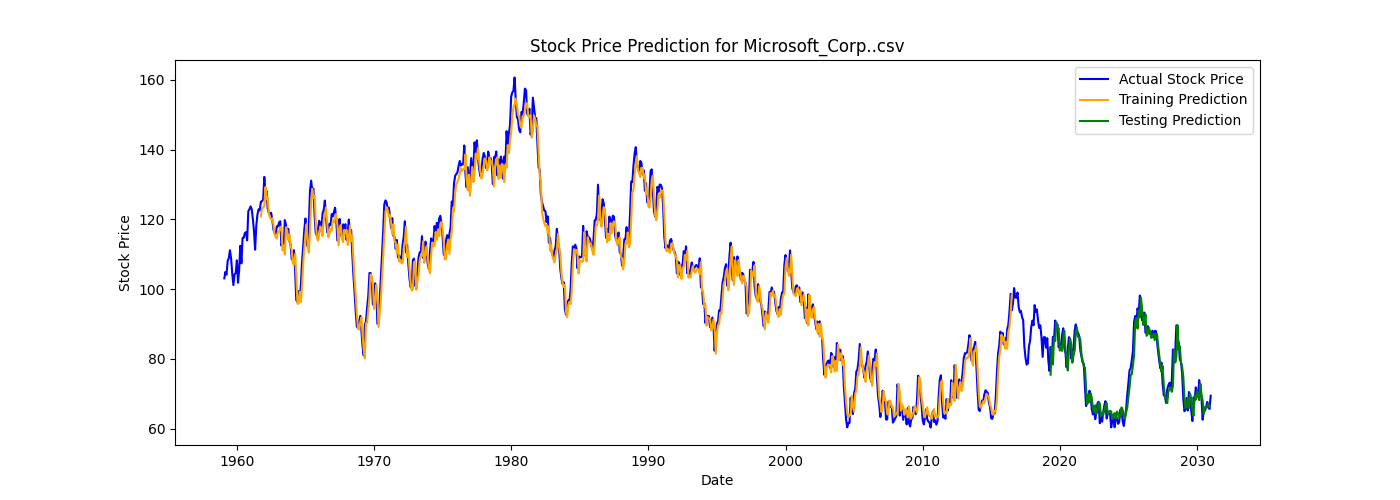 Stock Price Prediction for Microsoft_Corp..csv
Actual Stock Price
Training Prediction
Testing Prediction
Stock Price
160
140
120
100
80
60
1960 1970 1980 1990 2000 2010 2020 2030
Date